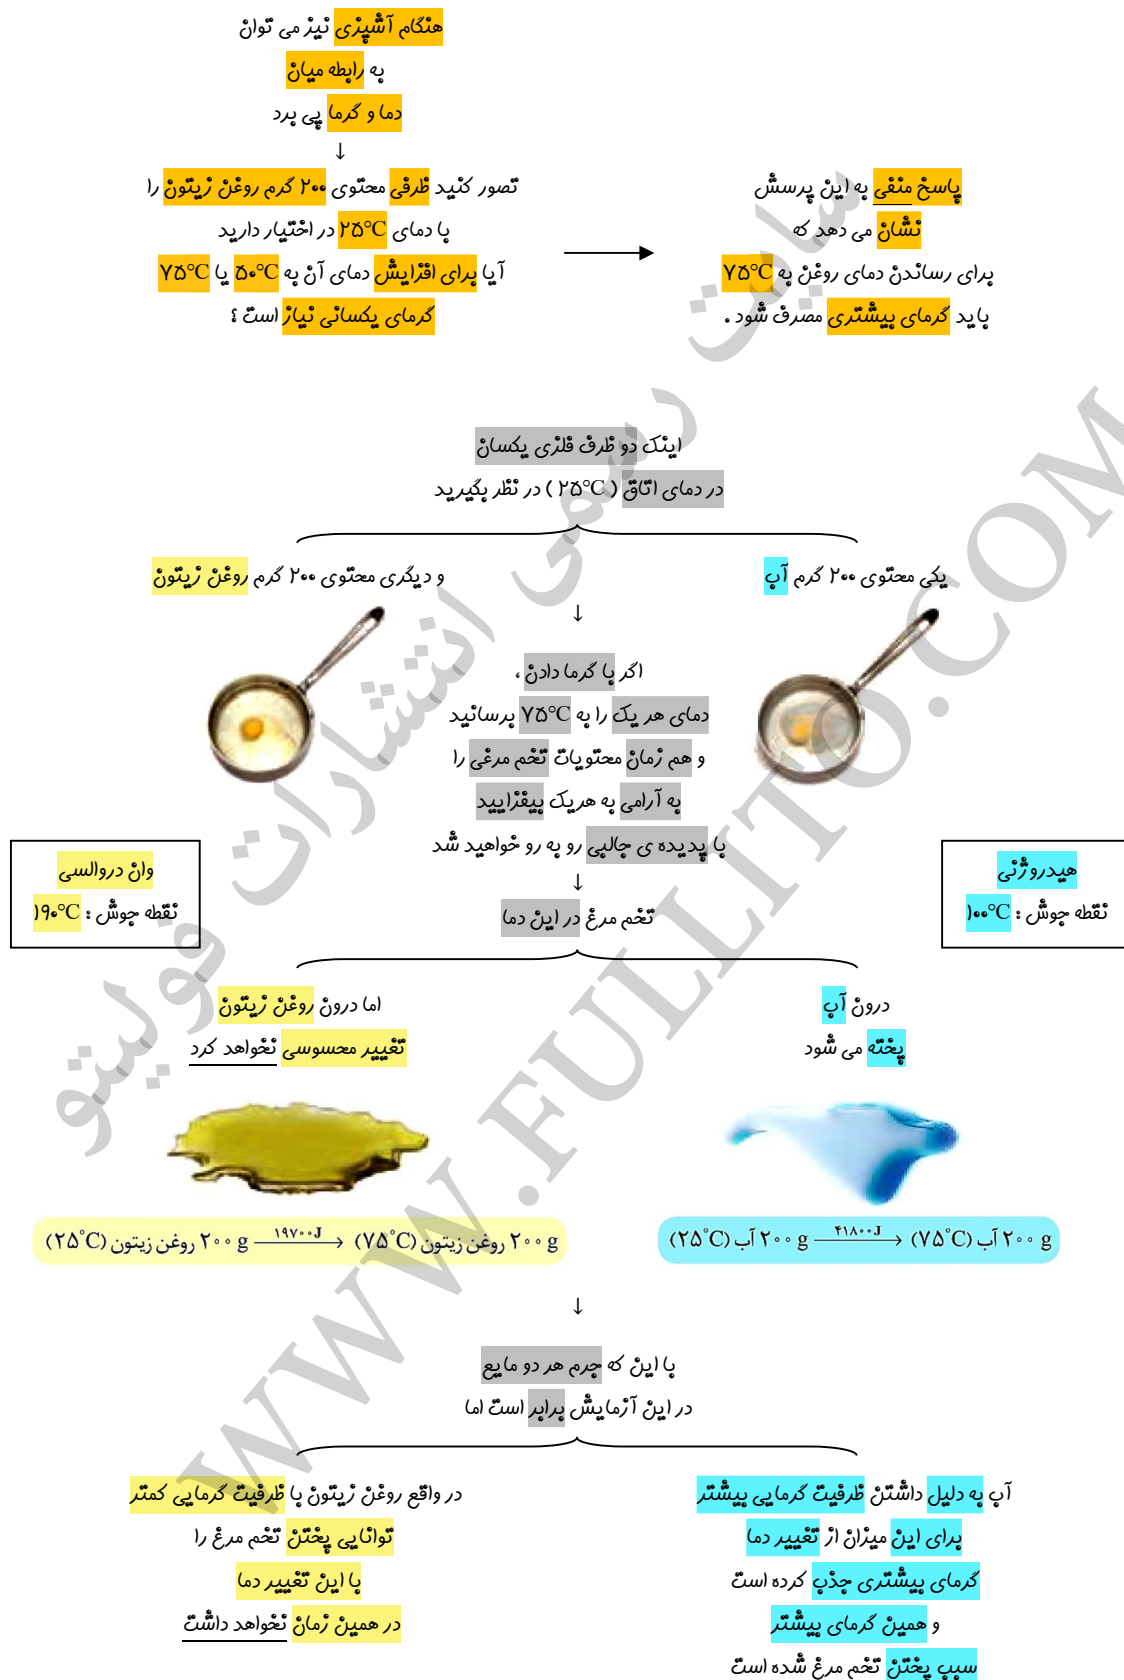 هنگام آشپزی نیز می توان
به رابطه میان
دما و گرما پی برد
↓
تصور کنید ظرفی محتوی ۲۰۰ گرم روغن زیتون را
با دمای ۲۵°C در اختیار دارید
آیا برای افزایش دمای آن به ۵۰°C یا ۷۵°C
گرمای یکسانی نیاز است ؟
پاسخ منفی به این پرسش
نشان می دهد که
برای رساندن دمای روغن به ۷۵°C
باید گرمای بیشتری مصرف شود .
اینک دو ظرف فلزی یکسان
در دمای اتاق ( ۲۵°C ) در نظر بگیرید
یکی محتوی ۲۰۰ گرم آب
و دیگری محتوی ۲۰۰ گرم روغن زیتون
↓
اگر با گرما دادن ،
دمای هر یک را به ۷۵°C برسانید
و هم زمان محتویات تخم مرغی را
به آرامی به هریک بیفزایید
با پدیده ی جالبی رو به رو خواهید شد
↓
تخم مرغ در این دما
هیدروژنی
نقطه جوش : ۱۰۰°C
وان دروالسی
نقطه جوش : ۱۹۰°C
درون آب
پخته می شود
اما درون روغن زیتون
تغییر محسوسی نخواهد کرد
۲۰۰ g آب (۲۵°C) —۴۱۸۰۰J→ ۲۰۰ g آب (۷۵°C)
۲۰۰ g روغن زیتون (۲۵°C) —۱۹۷۰۰J→ ۲۰۰ g روغن زیتون (۷۵°C)
↓
با این که جرم هر دو مایع
در این آزمایش برابر است اما
آب به دلیل داشتن ظرفیت گرمایی بیشتر
برای این میزان از تغییر دما
گرمای بیشتری جذب کرده است
و همین گرمای بیشتر
سبب پختن تخم مرغ شده است
در واقع روغن زیتون با ظرفیت گرمایی کمتر
توانایی پختن تخم مرغ را
با این تغییر دما
در همین زمان نخواهد داشت
سایت رسمی انتشارات فولیتو
WWW.FULLITO.COM